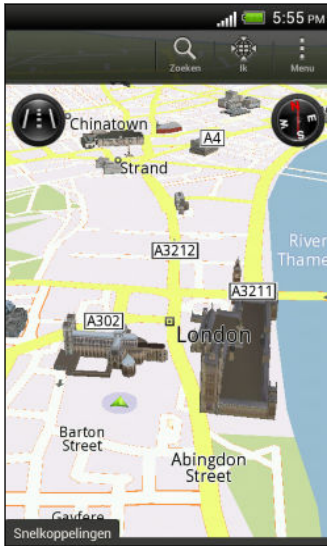 5:55 PM
Zoeken
Ik
Menu
Chinatown
A4
Strand
E
S
M
River
Thame
A3212
A3211
A302
London
Barton
Street
Abingdon
Street
Gayfere
Snelkoppelingen